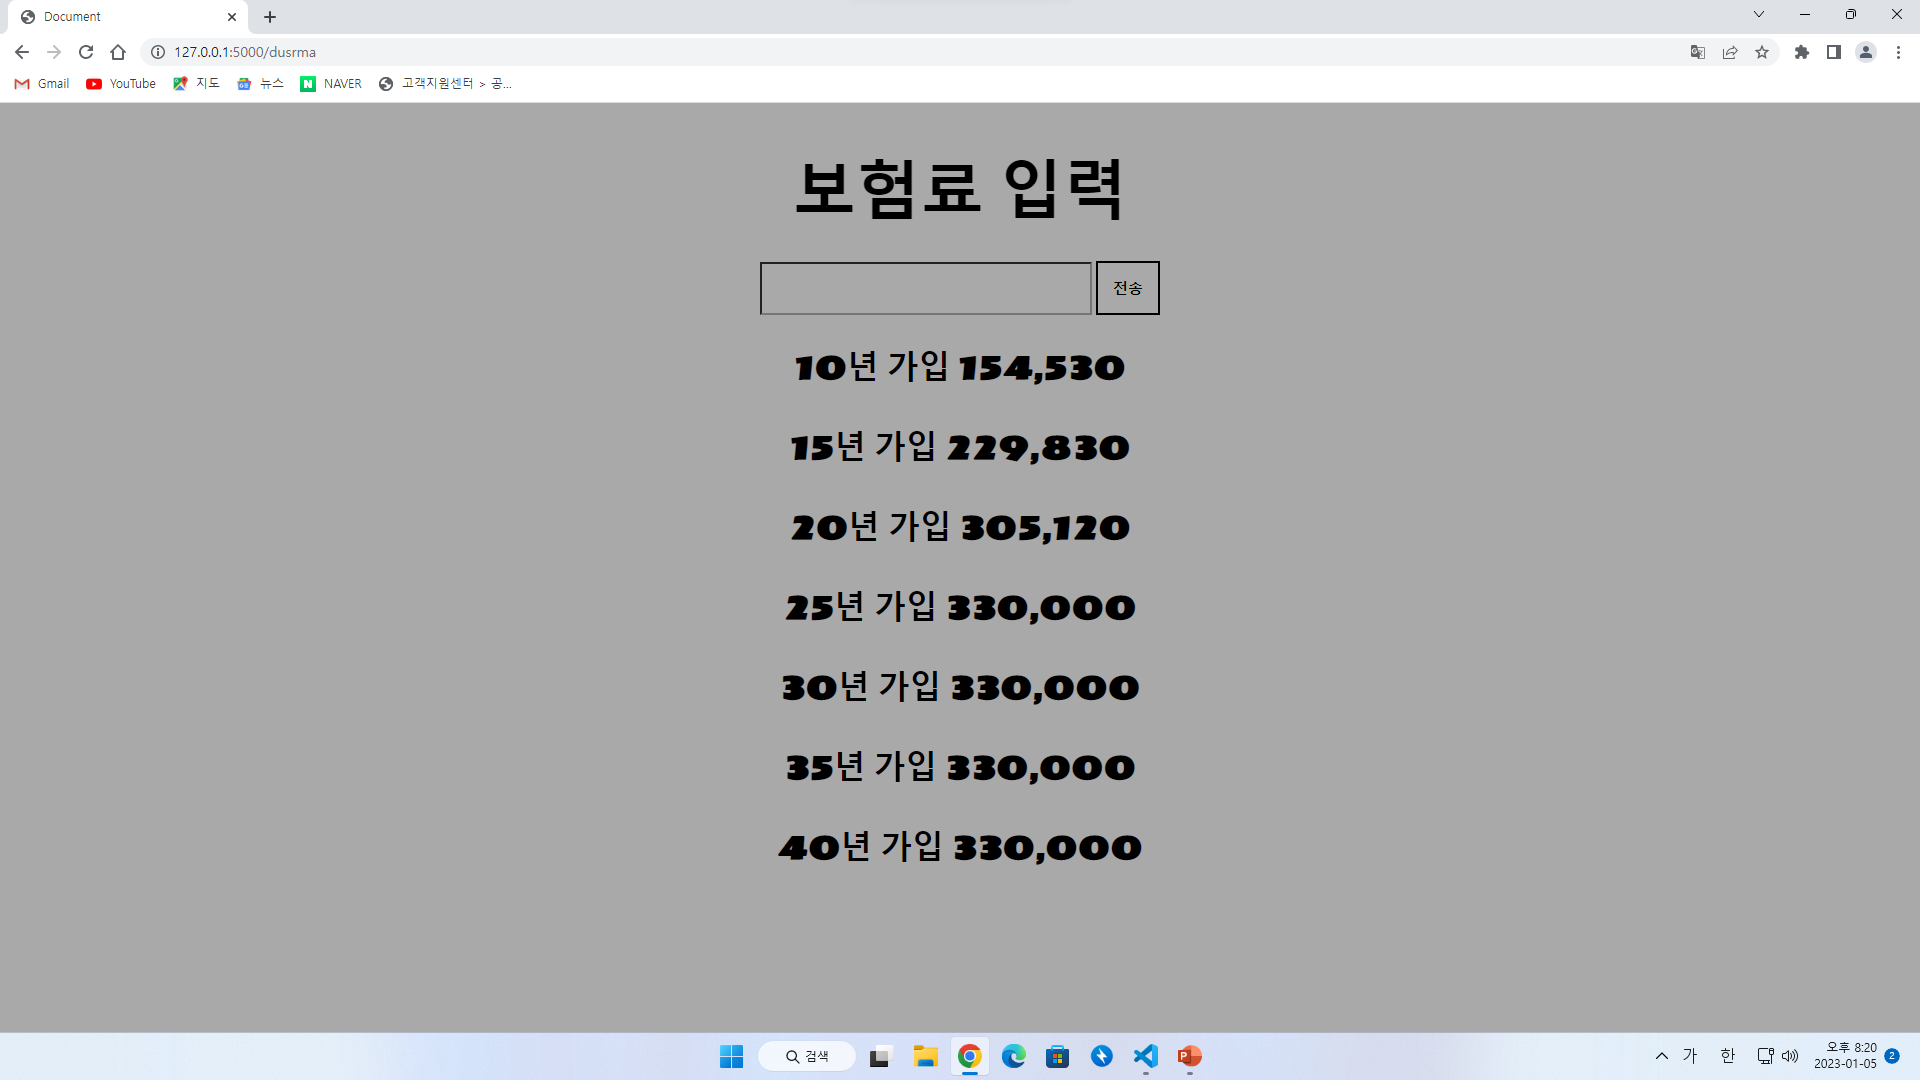 Document
127.0.0.1:5000/dusrma
Gmail YouTube 지도 뉴스 NAVER 고객지원센터 > 공...
보험료 입력
전송
10년 가입 154,530
15년 가입 229,830
20년 가입 305,120
25년 가입 330,000
30년 가입 330,000
35년 가입 330,000
40년 가입 330,000
검색
가 한
오후 8:20
2023-01-05
2